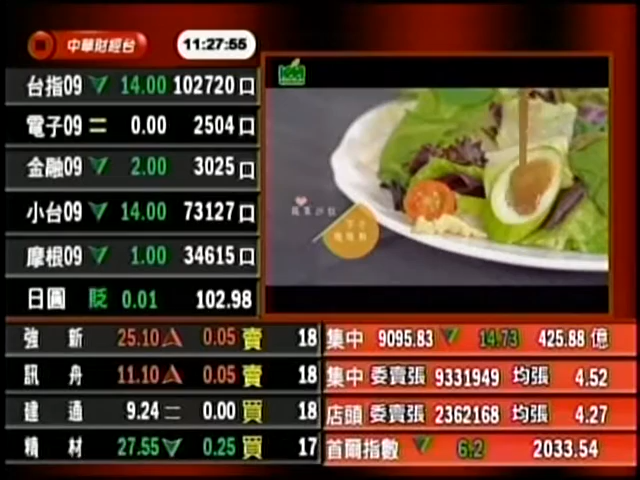 中華財經台 11:27:55
台指09 14.00 102720口
電子09 = 0.00 2504口
金融09 2.00 3025口
小台09 14.00 73127口
摩根09 1.00 34615口
日圓 貶 0.01 102.98
強新 25.10 0.05 賣 18
訊舟 11.10 0.05 賣 18
建通 9.24 = 0.00 買 18
精材 27.55 0.25 買 17
集中 9095.83 14.73 425.88 億
集中 委賣張 9331949 均張 4.52
店頭 委賣張 2362168 均張 4.27
首爾指數 6.2 2033.54